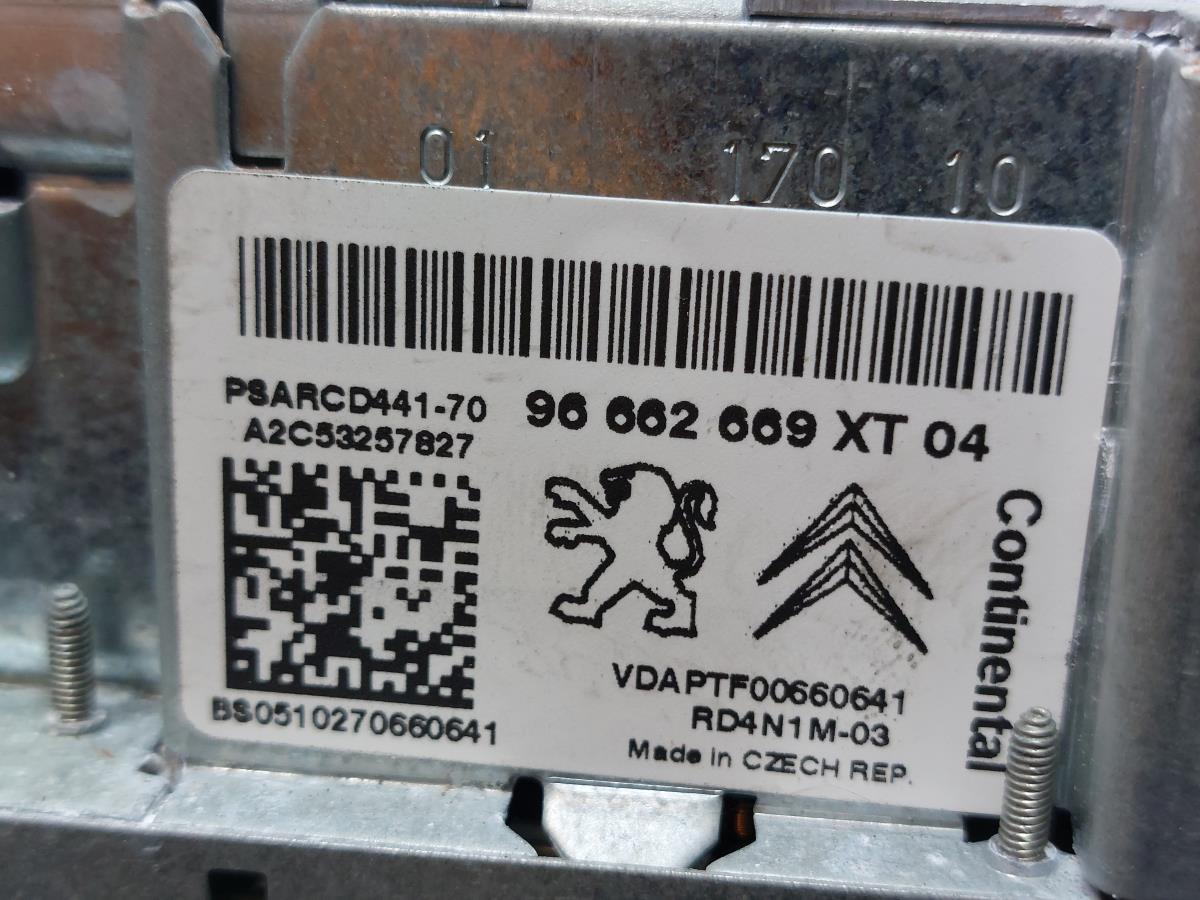 01 170 10
PSARCD441-70 96 662 669 XT 04
A2C53257827
Continental
VDAPTF00660641
RD4N1M-03
BS0510270660641
Made in CZECH REP.